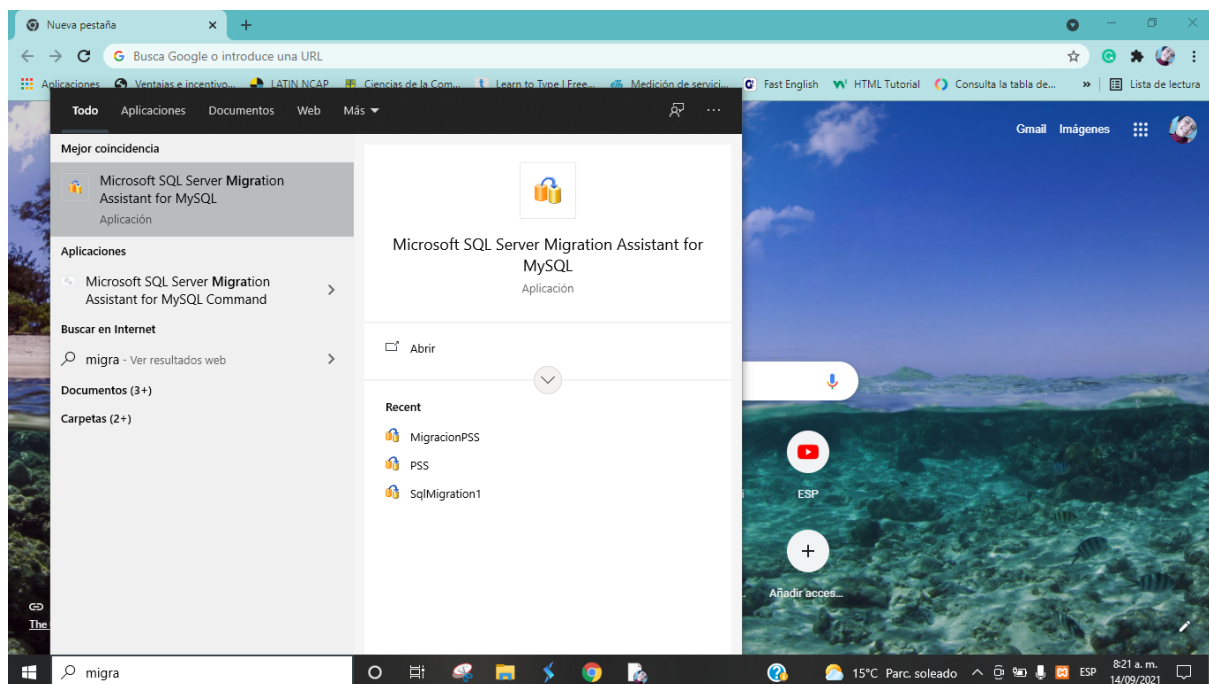 Nueva pestaña
Busca Google o introduce una URL
Aplicaciones
Ventajas e incentivo...
LATIN NCAP
Ciencias de la Com...
Learn to Type | Free...
Medición de servici...
Fast English
HTML Tutorial
Consulta la tabla de...
»
Lista de lectura
Todo
Aplicaciones
Documentos
Web
Más
Gmail
Imágenes
Mejor coincidencia
Microsoft SQL Server Migration
Assistant for MySQL
Aplicación
Aplicaciones
Microsoft SQL Server Migration
Assistant for MySQL Command
Buscar en Internet
migra - Ver resultados web
Documentos (3+)
Carpetas (2+)
Microsoft SQL Server Migration Assistant for
MySQL
Aplicación
Abrir
Recent
MigracionPSS
PSS
SqlMigration1
ESP
Añadir acces...
The
migra
15°C Parc. soleado
ESP
8:21 a. m.
14/09/2021